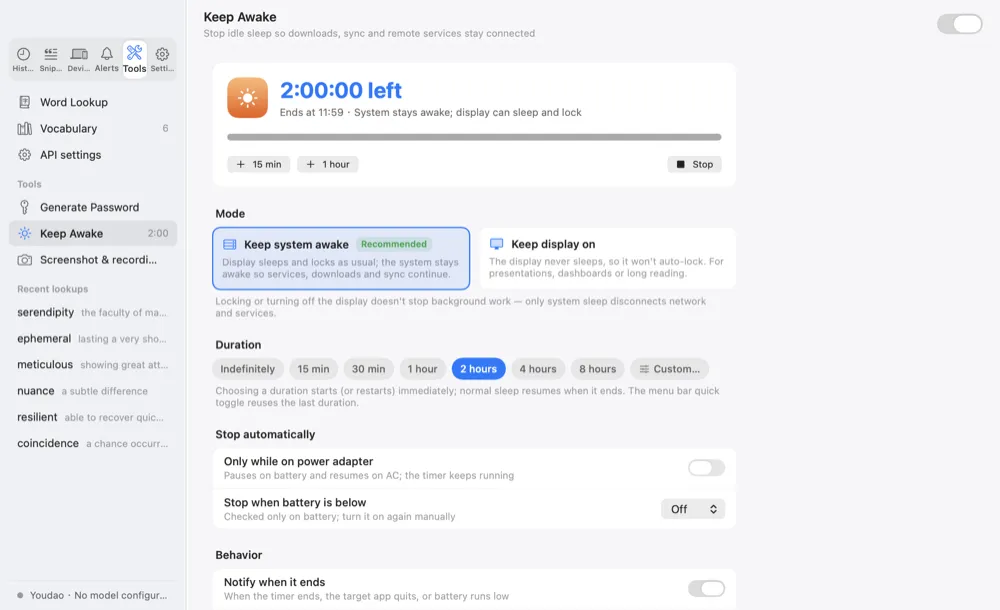 Keep Awake
Stop idle sleep so downloads, sync and remote services stay connected
Hist... Snip... Devi... Alerts Tools Setti...
Word Lookup
Vocabulary 6
API settings
Tools
Generate Password
Keep Awake 2:00
Screenshot & recordi...
Recent lookups
serendipity the faculty of ma...
ephemeral lasting a very sho...
meticulous showing great att...
nuance a subtle difference
resilient able to recover quic...
coincidence a chance occurr...
Youdao · No model configur...
2:00:00 left
Ends at 11:59 · System stays awake; display can sleep and lock
+ 15 min + 1 hour Stop
Mode
Keep system awake Recommended
Display sleeps and locks as usual; the system stays
awake so services, downloads and sync continue.
Keep display on
The display never sleeps, so it won't auto-lock. For
presentations, dashboards or long reading.
Locking or turning off the display doesn't stop background work — only system sleep disconnects network
and services.
Duration
Indefinitely 15 min 30 min 1 hour 2 hours 4 hours 8 hours Custom...
Choosing a duration starts (or restarts) immediately; normal sleep resumes when it ends. The menu bar quick
toggle reuses the last duration.
Stop automatically
Only while on power adapter
Pauses on battery and resumes on AC; the timer keeps running
Stop when battery is below Off
Checked only on battery; turn it on again manually
Behavior
Notify when it ends
When the timer ends, the target app quits, or battery runs low